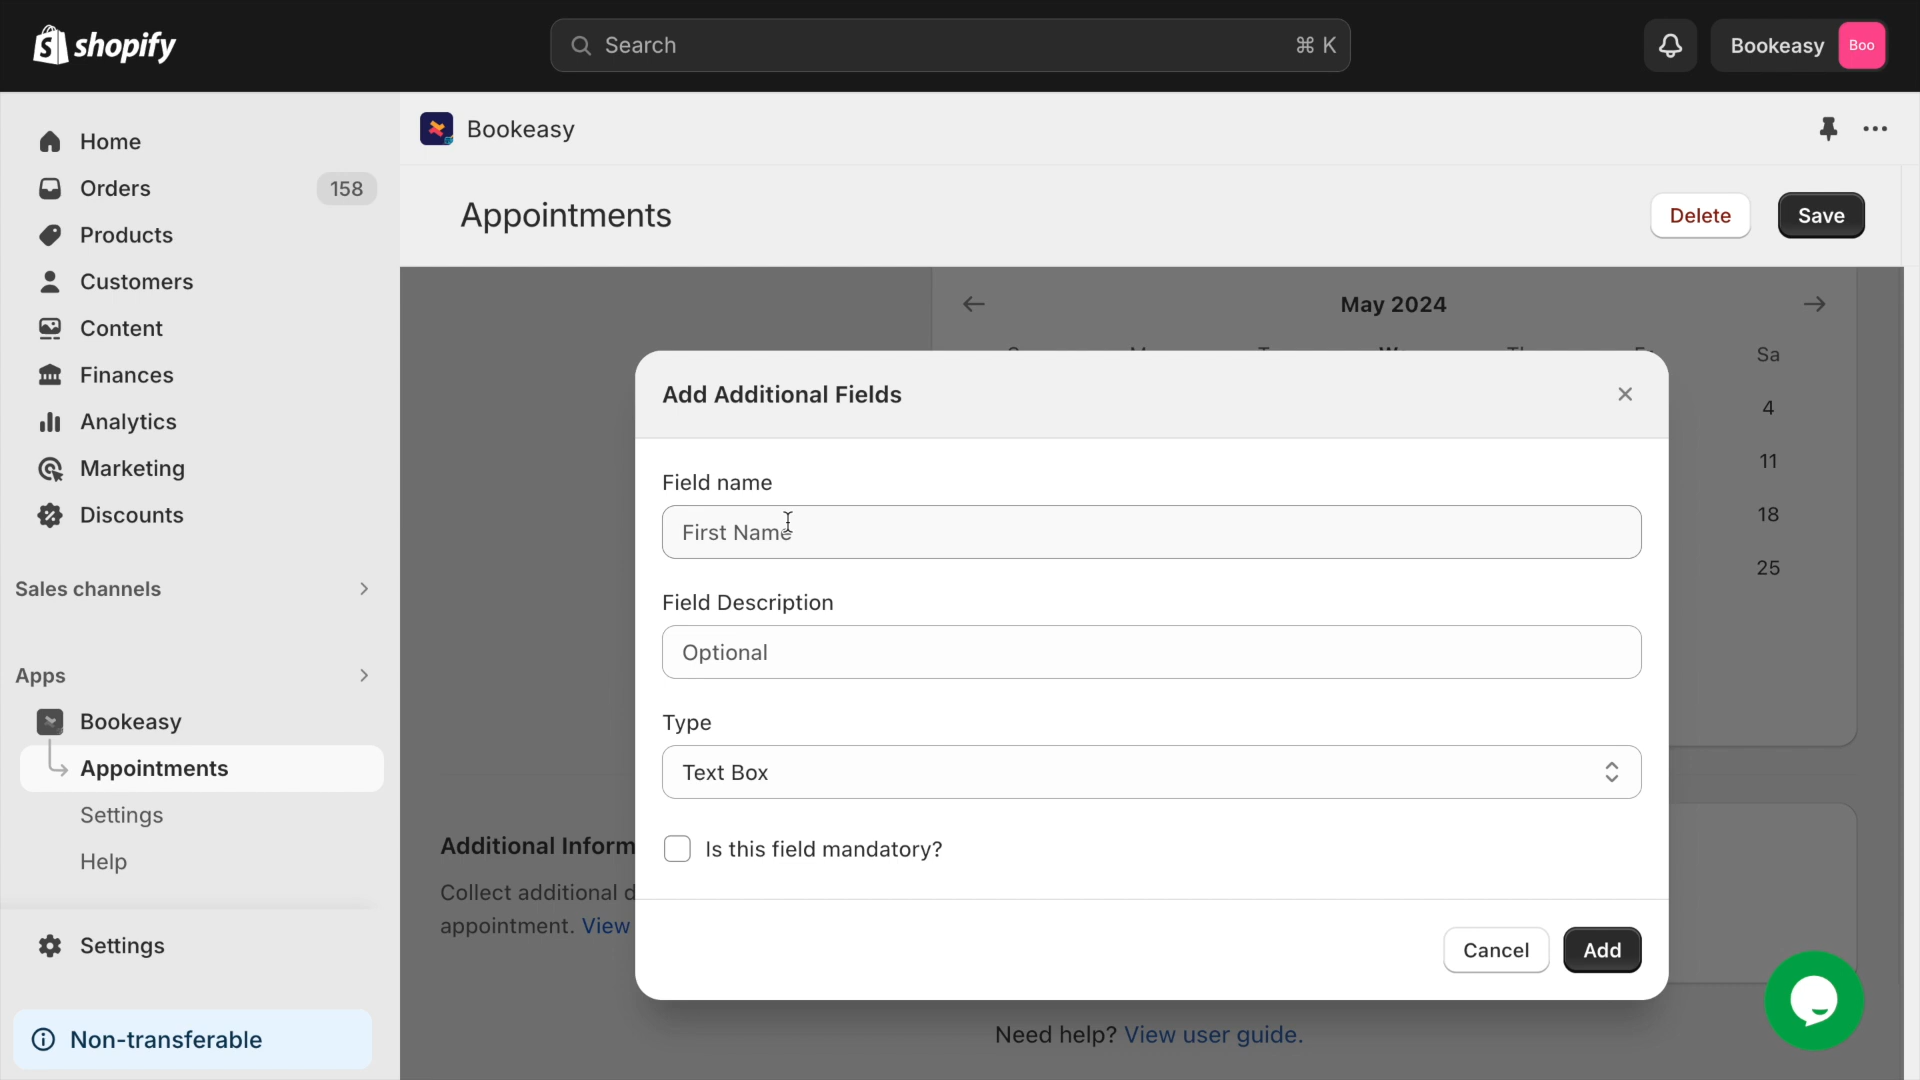 shopify
Search
⌘ K
Bookeasy
Boo
Home
Orders
158
Products
Customers
Content
Finances
Analytics
Marketing
Discounts
Sales channels
Apps
Bookeasy
Appointments
Settings
Help
Settings
Non-transferable
Bookeasy
Appointments
Delete
Save
May 2024
Sa
4
11
18
25
Add Additional Fields
Field name
First Name
Field Description
Optional
Type
Text Box
Is this field mandatory?
Cancel
Add
Additional Inform
Collect additional d
appointment. View
Need help? View user guide.